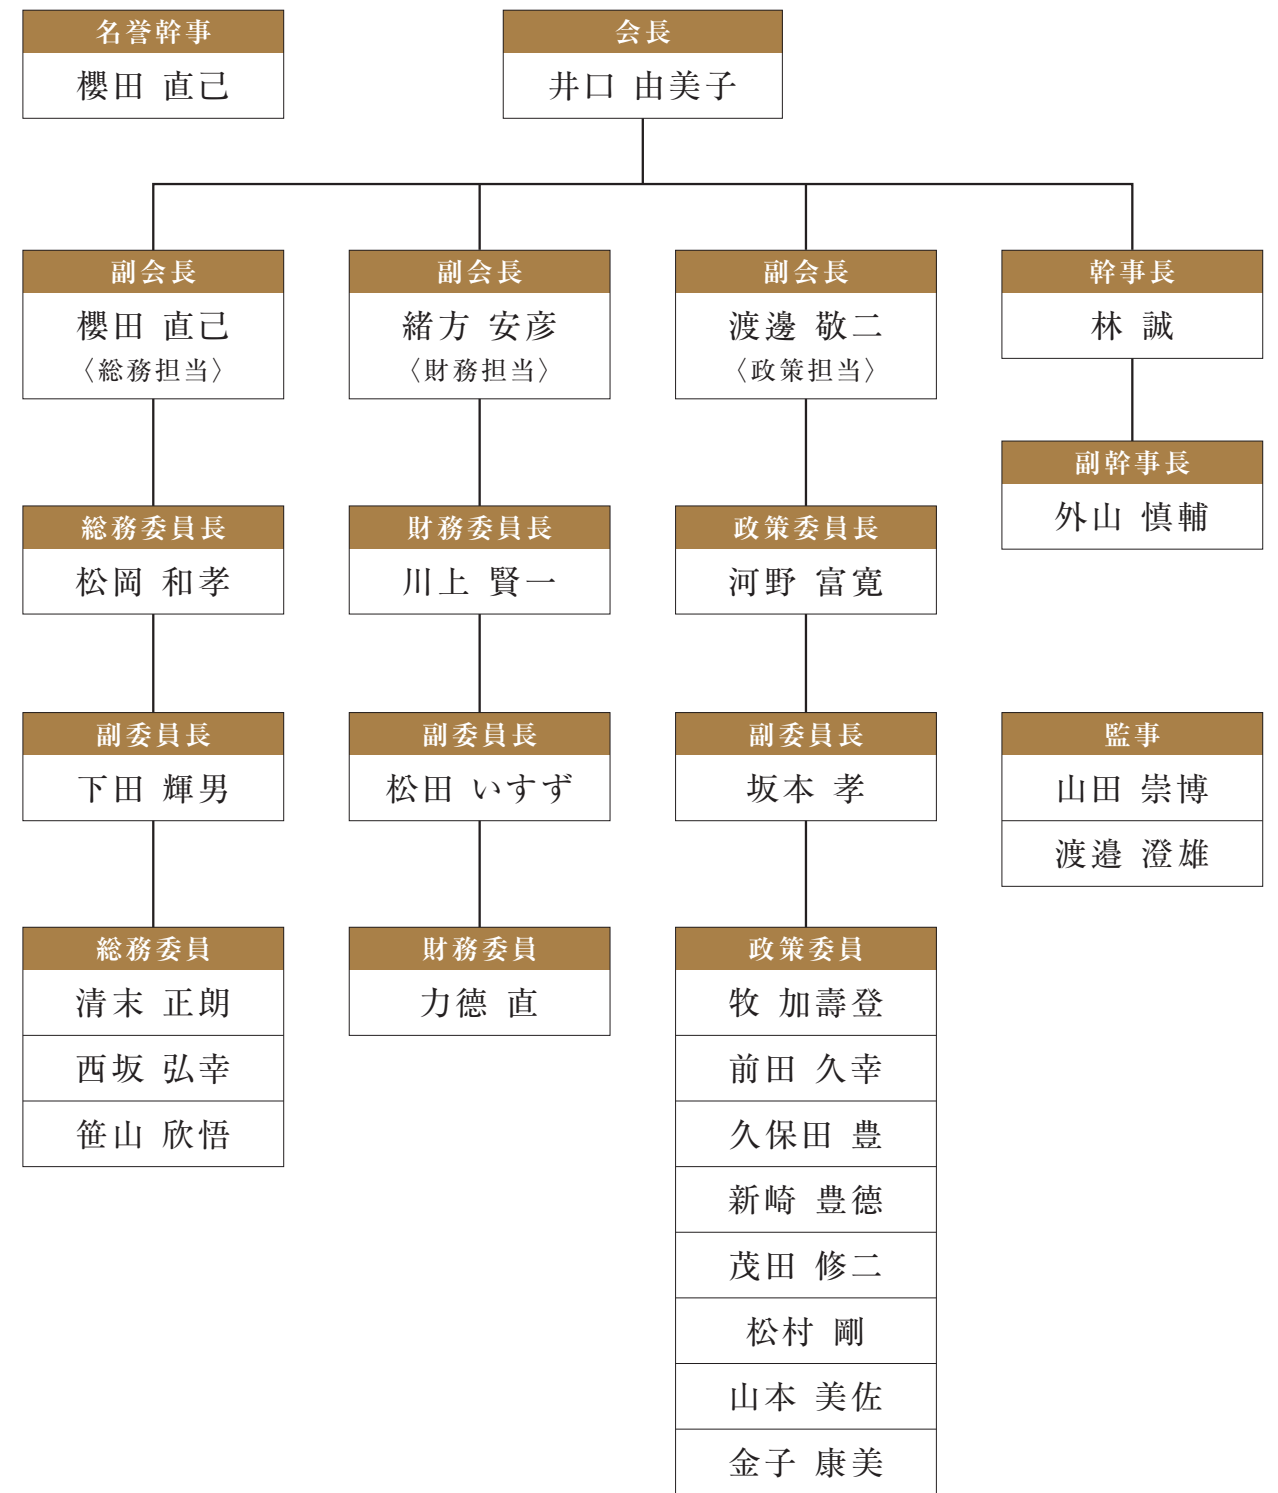 名誉幹事
櫻田 直己
会長
井口 由美子
副会長
櫻田 直己
〈総務担当〉
副会長
緒方 安彦
〈財務担当〉
副会長
渡邊 敬二
〈政策担当〉
幹事長
林 誠
副幹事長
外山 慎輔
総務委員長
松岡 和孝
財務委員長
川上 賢一
政策委員長
河野 富寛
副委員長
下田 輝男
副委員長
松田 いすず
副委員長
坂本 孝
監事
山田 崇博
渡邉 澄雄
総務委員
清末 正朗
西坂 弘幸
笹山 欣悟
財務委員
力徳 直
政策委員
牧 加壽登
前田 久幸
久保田 豊
新崎 豊德
茂田 修二
松村 剛
山本 美佐
金子 康美